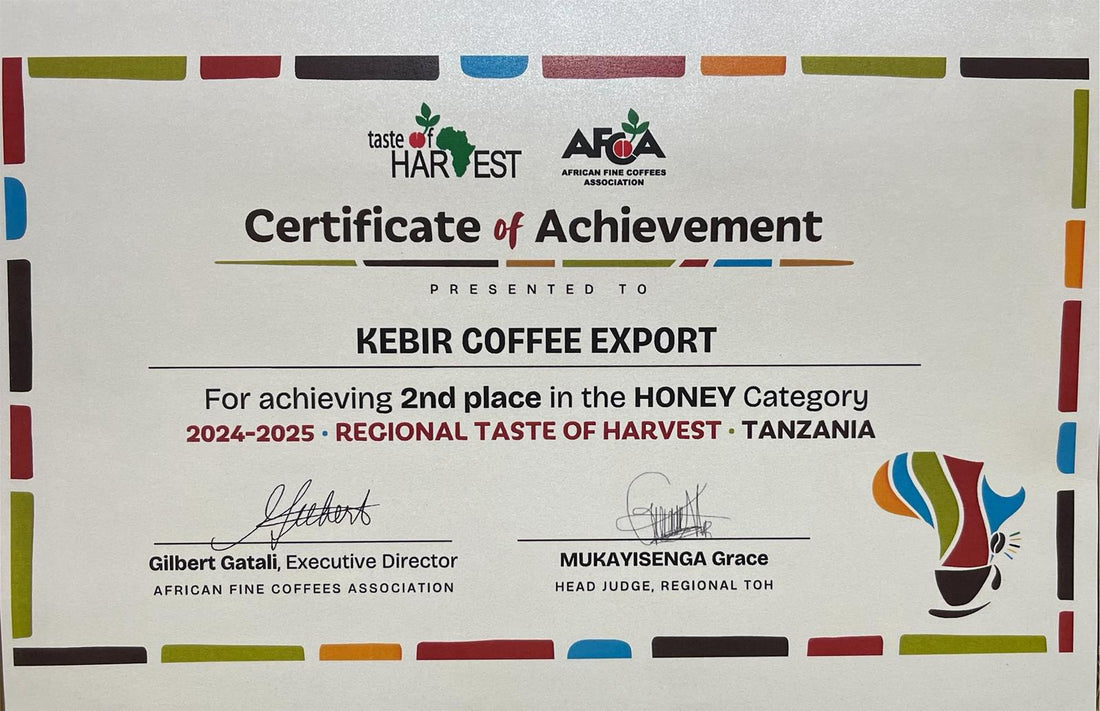 taste of
HARVEST
AFCA
AFRICAN FINE COFFEES
ASSOCIATION
Certificate of Achievement
PRESENTED TO
KEBIR COFFEE EXPORT
For achieving 2nd place in the HONEY Category
2024-2025 · REGIONAL TASTE OF HARVEST · TANZANIA
Gilbert Gatali, Executive Director
AFRICAN FINE COFFEES ASSOCIATION
MUKAYISENGA Grace
HEAD JUDGE, REGIONAL TOH